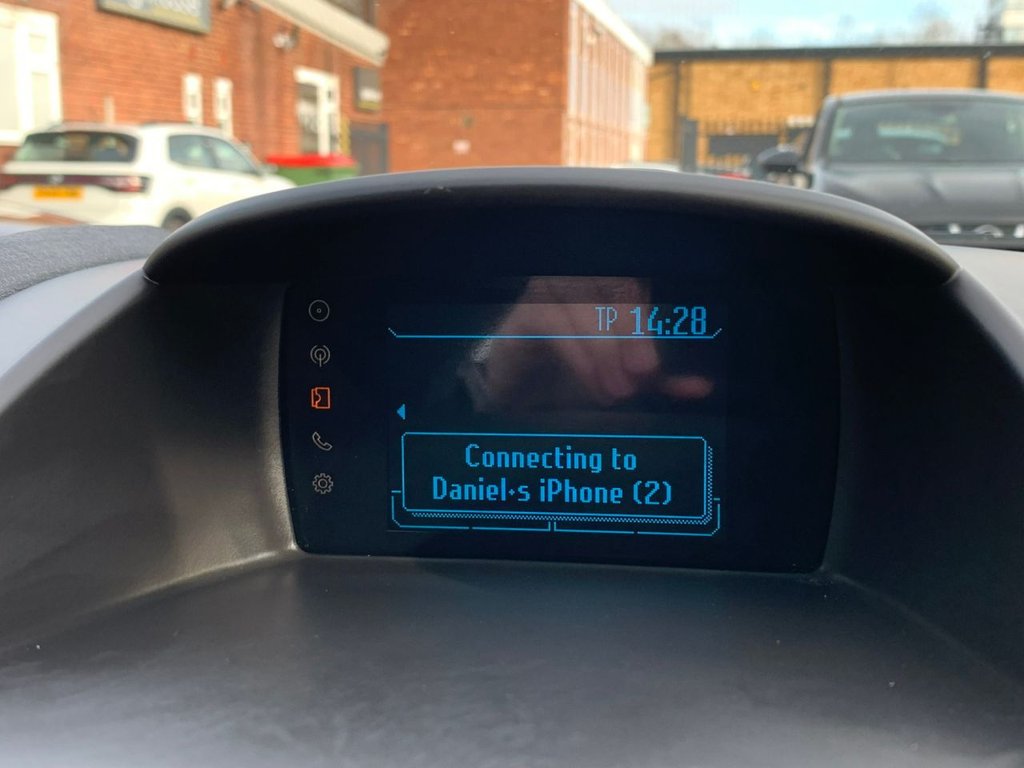 TP 14:28
Connecting to
Daniel·s iPhone (2)